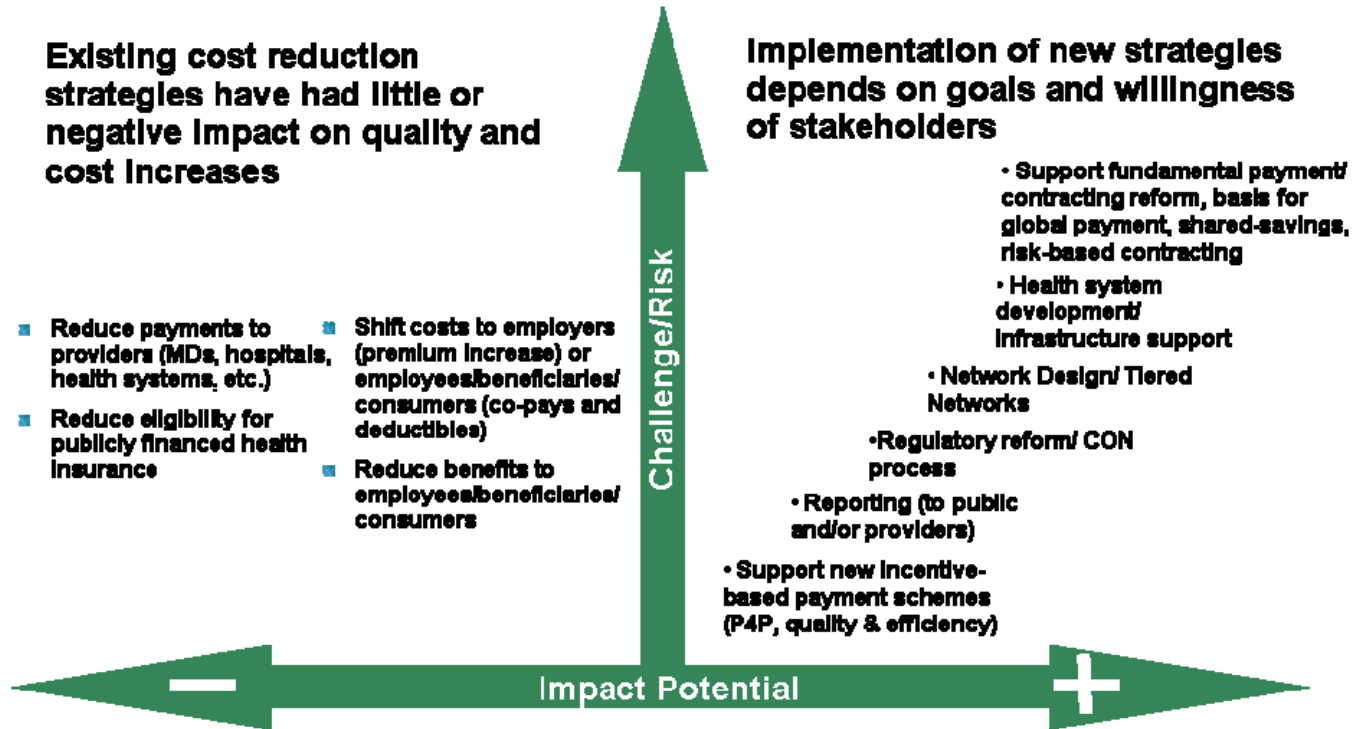 Existing cost reduction
strategies have had little or
negative impact on quality and
cost increases
Implementation of new strategies
depends on goals and willingness
of stakeholders
• Support fundamental payment/
contracting reform, basis for
global payment, shared-savings,
risk-based contracting
• Health system
development/
infrastructure support
• Network Design/ Tiered
Networks
•Regulatory reform/ CON
process
• Reporting (to public
and/or providers)
• Support new incentive-
based payment schemes
(P4P, quality & efficiency)
Reduce payments to
providers (MDs, hospitals,
health systems, etc.)
Reduce eligibility for
publicly financed health
insurance
Shift costs to employers
(premium increase) or
employees/beneficiaries/
consumers (co-pays and
deductibles)
Reduce benefits to
employees/beneficiaries/
consumers
Challenge/Risk
− Impact Potential +